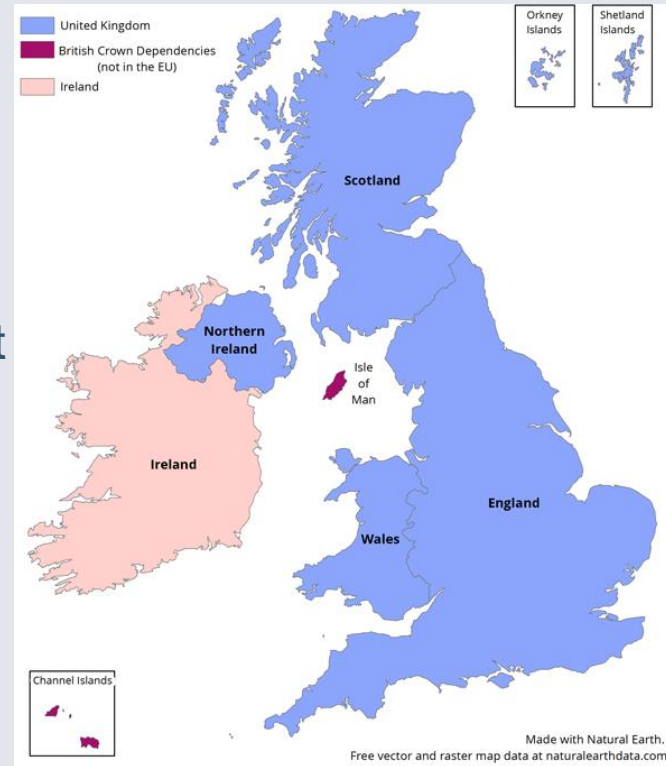 United Kingdom
British Crown Dependencies
(not in the EU)
Ireland
Orkney
Islands
Shetland
Islands
Scotland
Northern
Ireland
Isle
of
Man
Ireland
England
Wales
Channel Islands
Made with Natural Earth.
Free vector and raster map data at naturalearthdata.com